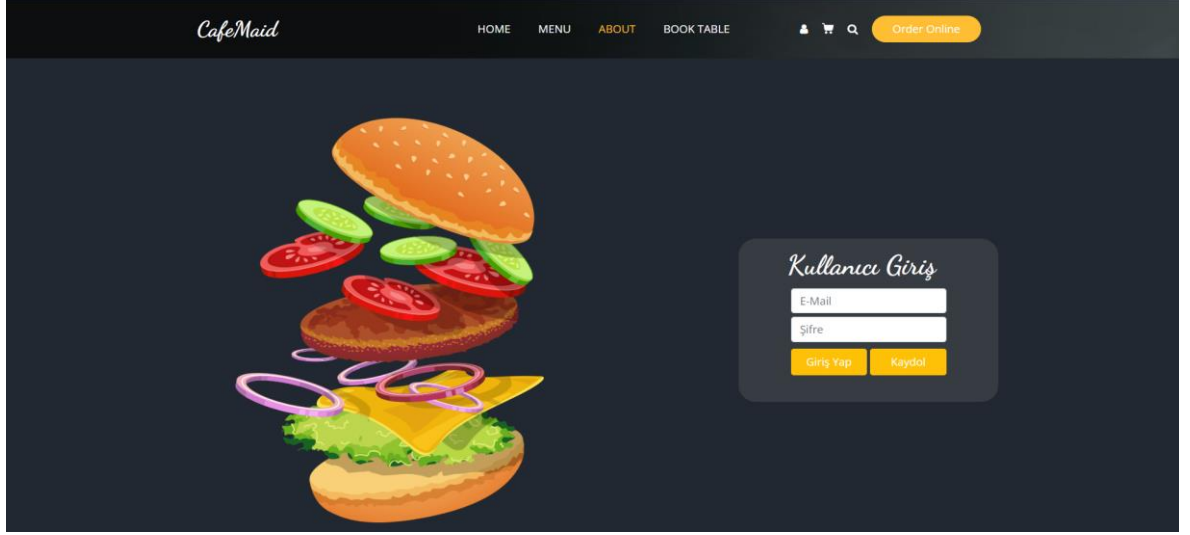 CafeMaid HOME MENU ABOUT BOOK TABLE Order Online
Kullanıcı Giriş
E-Mail
Şifre
Giriş Yap Kaydol